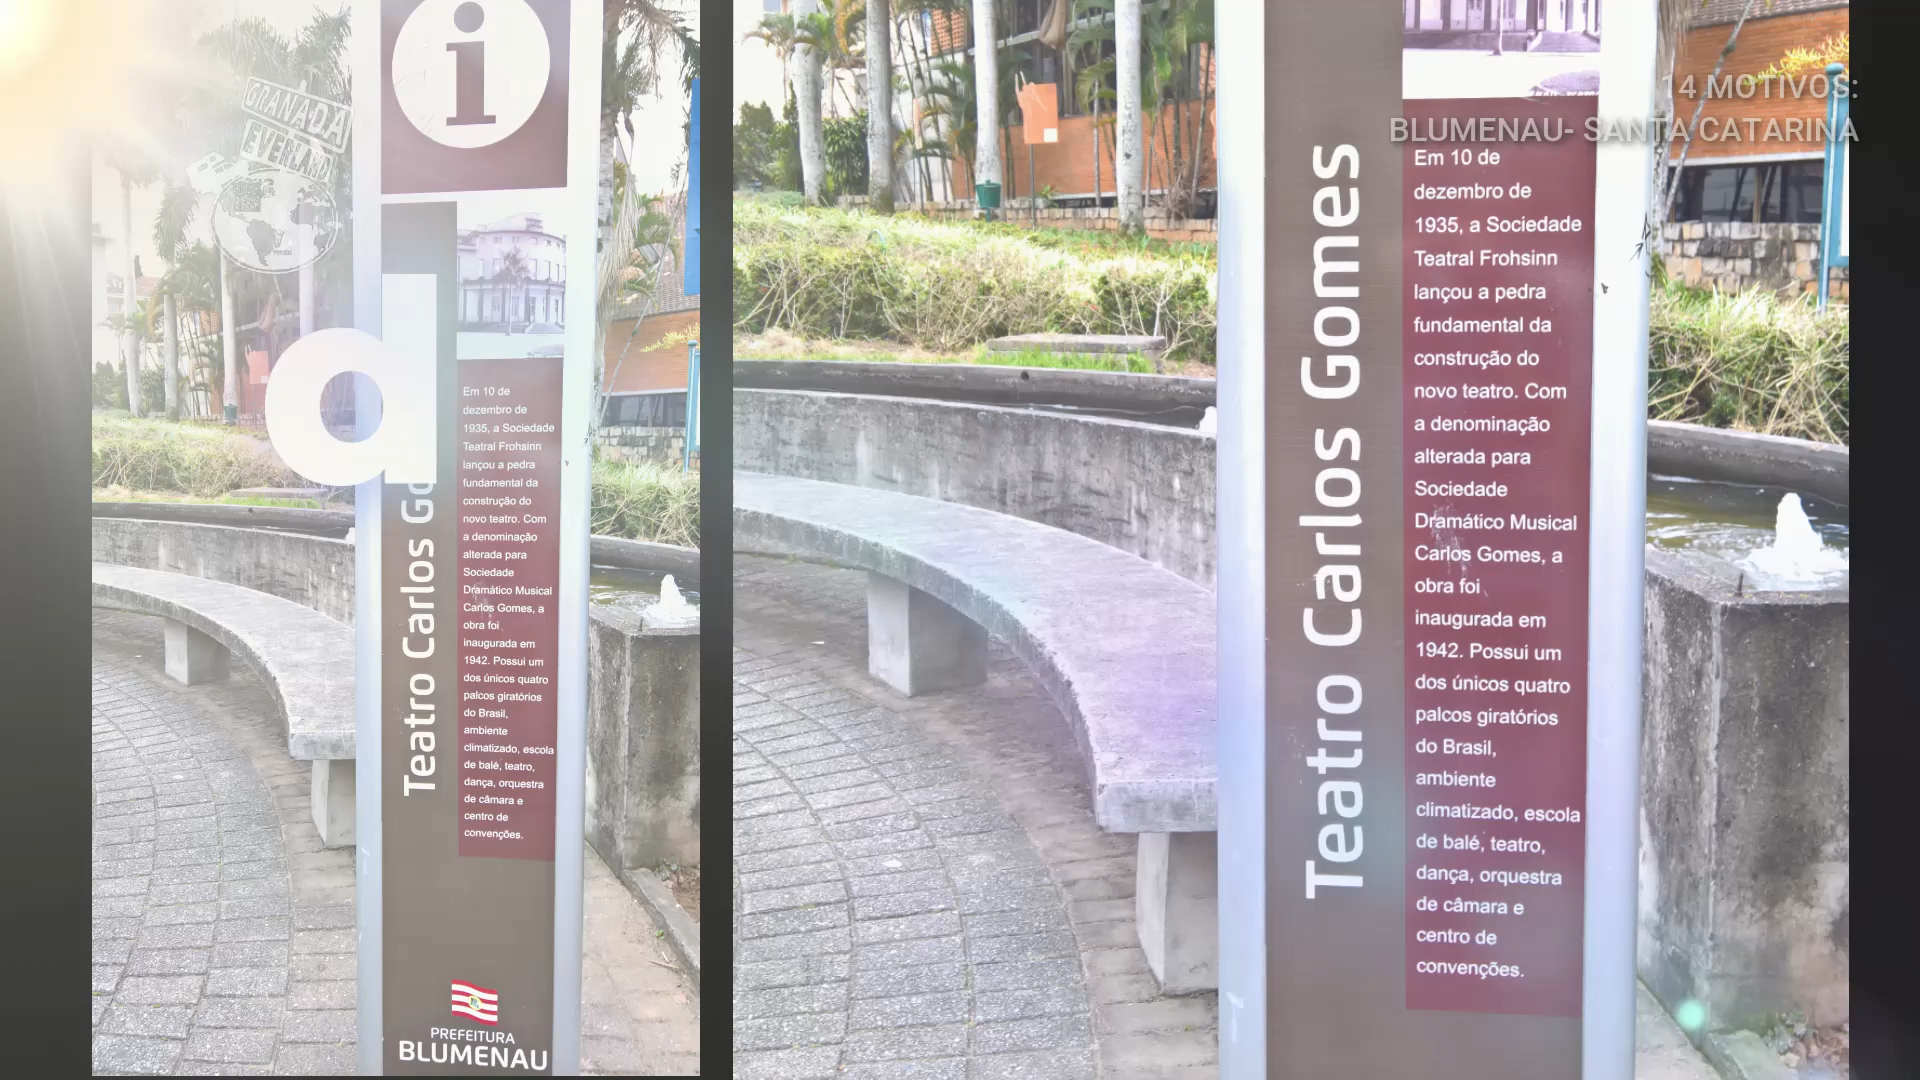 14 MOTIVOS:
BLUMENAU- SANTA CATARINA
GRANADA
EVERLAND
i
d
Teatro Carlos Go
Em 10 de
dezembro de
1935, a Sociedade
Teatral Frohsinn
lançou a pedra
fundamental da
construção do
novo teatro. Com
a denominação
alterada para
Sociedade
Dramático Musical
Carlos Gomes, a
obra foi
inaugurada em
1942. Possui um
dos únicos quatro
palcos giratórios
do Brasil,
ambiente
climatizado, escola
de balé, teatro,
dança, orquestra
de câmara e
centro de
convenções.
PREFEITURA
BLUMENAU
Teatro Carlos Gomes
Em 10 de
dezembro de
1935, a Sociedade
Teatral Frohsinn
lançou a pedra
fundamental da
construção do
novo teatro. Com
a denominação
alterada para
Sociedade
Dramático Musical
Carlos Gomes, a
obra foi
inaugurada em
1942. Possui um
dos únicos quatro
palcos giratórios
do Brasil,
ambiente
climatizado, escola
de balé, teatro,
dança, orquestra
de câmara e
centro de
convenções.